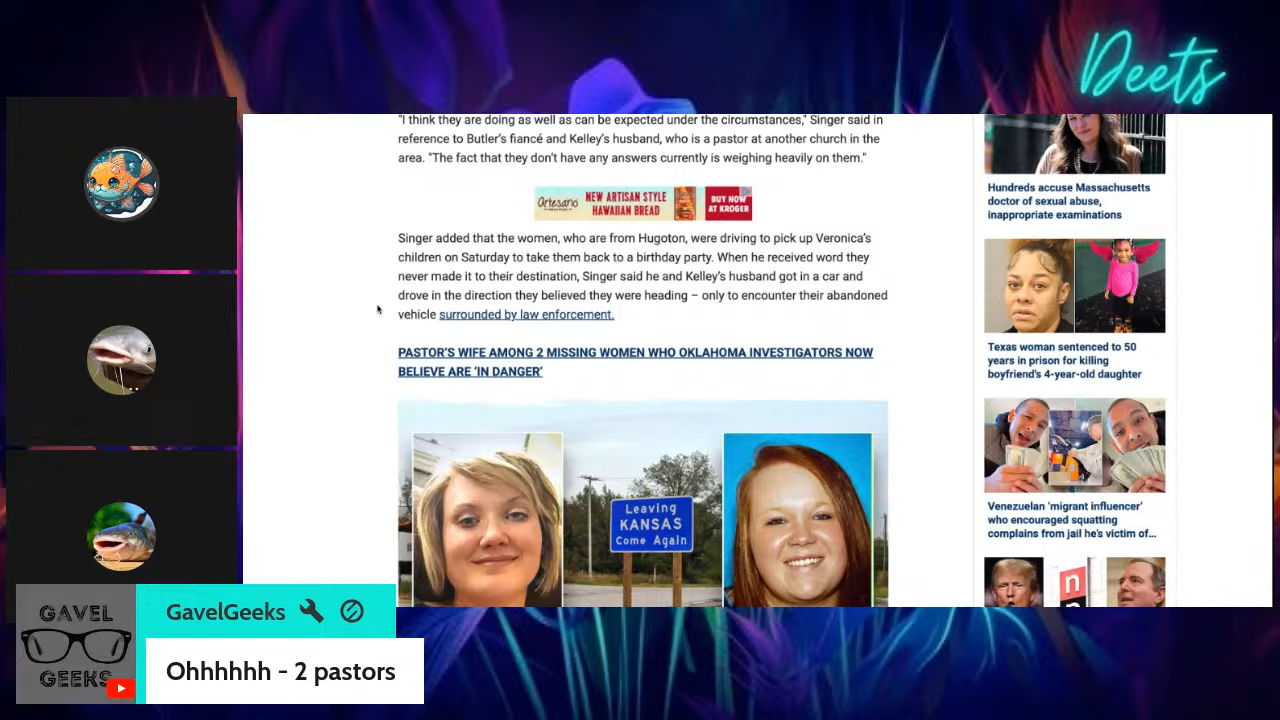 Deets
"I think they are doing as well as can be expected under the circumstances," Singer said in
reference to Butler's fiancé and Kelley's husband, who is a pastor at another church in the
area. "The fact that they don't have any answers currently is weighing heavily on them."
Artesano
NEW ARTISAN STYLE
HAWAIIAN BREAD
BUY NOW
AT KROGER
Singer added that the women, who are from Hugoton, were driving to pick up Veronica's
children on Saturday to take them back to a birthday party. When he received word they
never made it to their destination, Singer said he and Kelley's husband got in a car and
drove in the direction they believed they were heading – only to encounter their abandoned
vehicle surrounded by law enforcement.
PASTOR'S WIFE AMONG 2 MISSING WOMEN WHO OKLAHOMA INVESTIGATORS NOW
BELIEVE ARE 'IN DANGER'
Leaving
KANSAS
Come Again
Hundreds accuse Massachusetts
doctor of sexual abuse,
inappropriate examinations
Texas woman sentenced to 50
years in prison for killing
boyfriend's 4-year-old daughter
Venezuelan 'migrant influencer'
who encouraged squatting
complains from jail he's victim of...
n
GAVEL
GEEKS
GavelGeeks
Ohhhhhh - 2 pastors